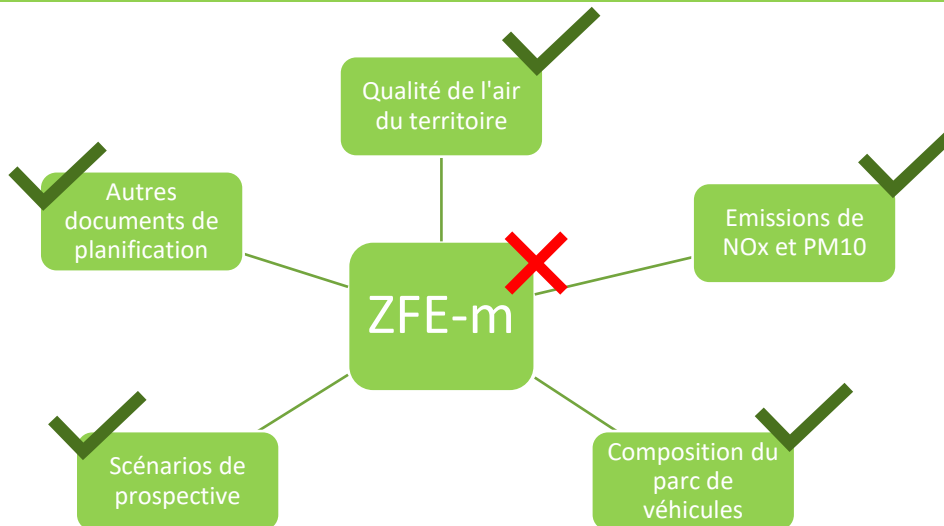 Qualité de l'air
du territoire
Autres
documents de
planification
Emissions de
NOx et PM10
ZFE-m
Scénarios de
prospective
Composition du
parc de
véhicules